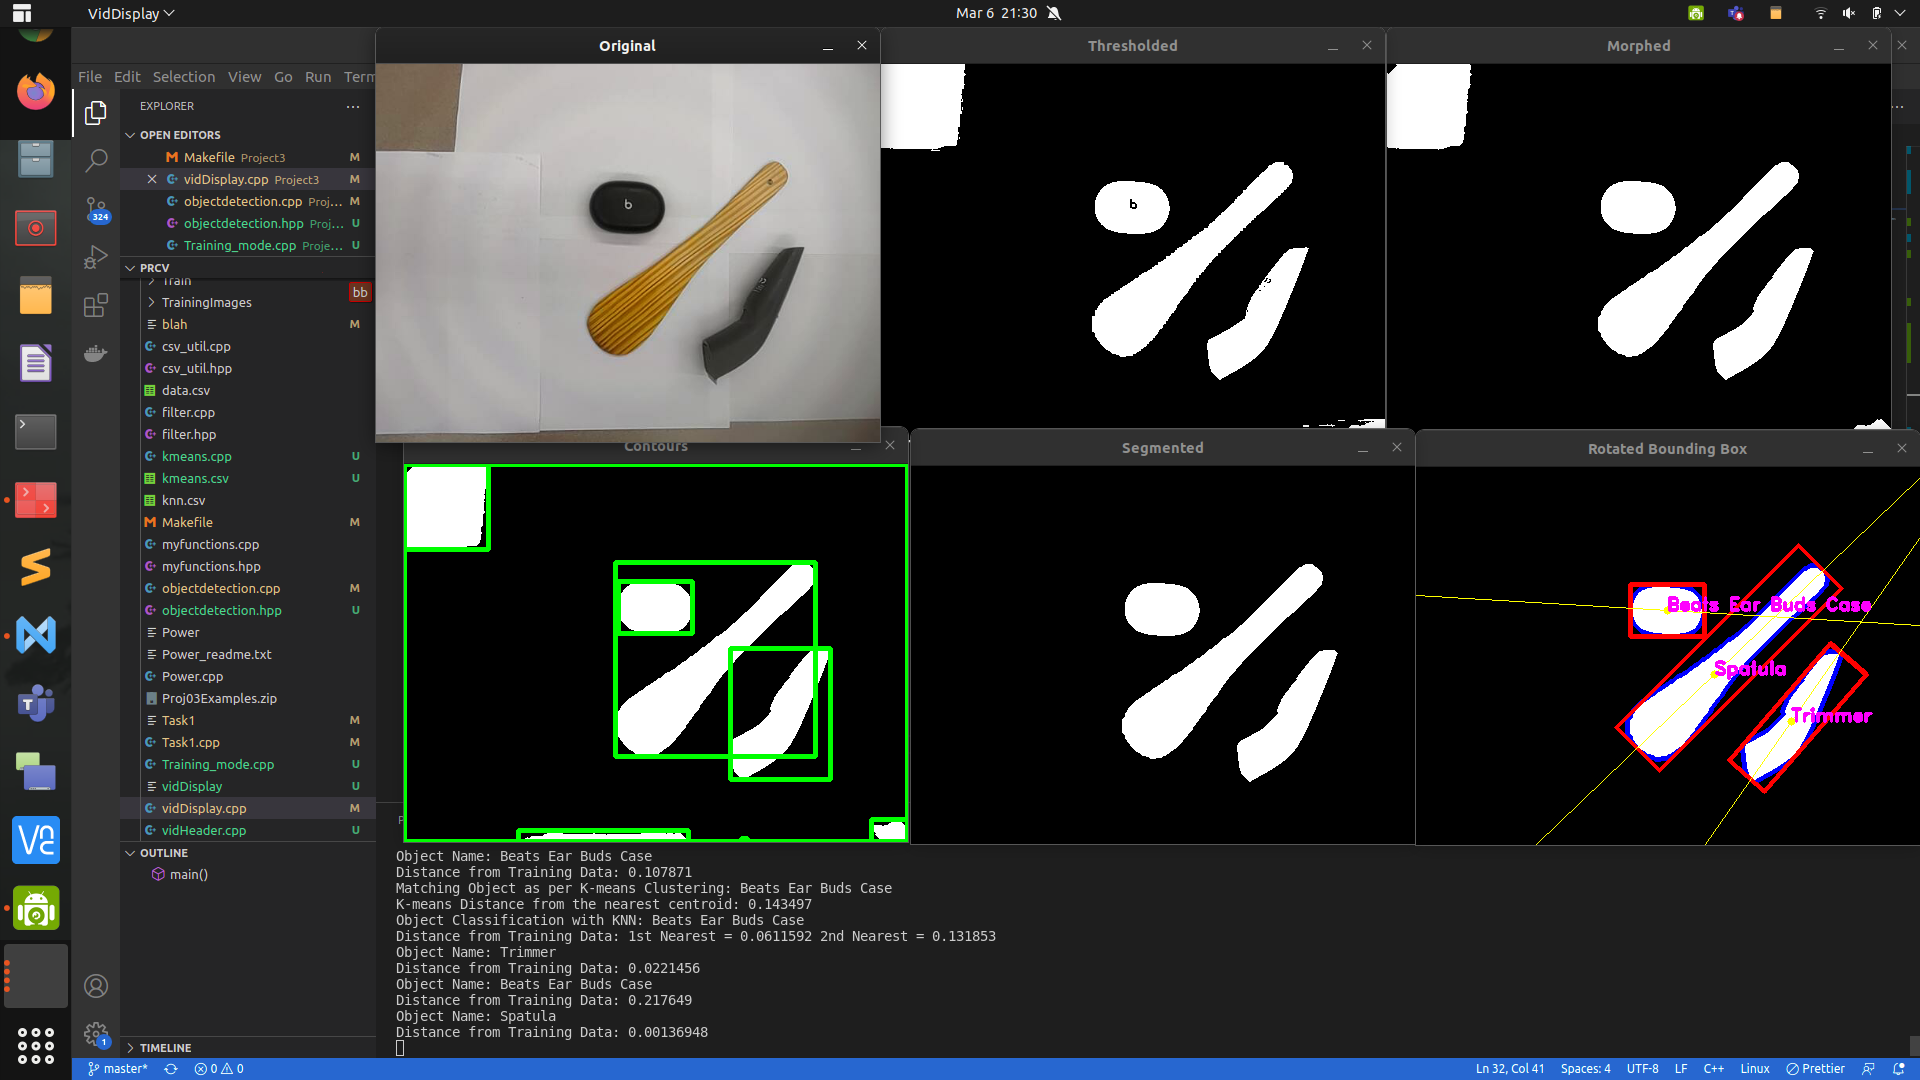 VidDisplay
Mar 6 21:30
File Edit Selection View Go Run Term
Original
Thresholded
Morphed
EXPLORER
OPEN EDITORS
Makefile Project3 M
vidDisplay.cpp Project3 M
objectdetection.cpp Proj... M
objectdetection.hpp Proj... U
Training_mode.cpp Proje... U
PRCV
Train
TrainingImages
bb
blah M
csv_util.cpp
csv_util.hpp
data.csv
filter.cpp
filter.hpp
kmeans.cpp U
kmeans.csv U
knn.csv
Makefile M
myfunctions.cpp
myfunctions.hpp
objectdetection.cpp M
objectdetection.hpp U
Power
Power_readme.txt
Power.cpp
Proj03Examples.zip
Task1 M
Task1.cpp M
Training_mode.cpp U
vidDisplay U
vidDisplay.cpp M
vidHeader.cpp U
OUTLINE
main()
TIMELINE
324
1
b
b
Contours
Segmented
Rotated Bounding Box
Beats Ear Buds Case
Spatula
Trimmer
Object Name: Beats Ear Buds Case
Distance from Training Data: 0.107871
Matching Object as per K-means Clustering: Beats Ear Buds Case
K-means Distance from the nearest centroid: 0.143497
Object Classification with KNN: Beats Ear Buds Case
Distance from Training Data: 1st Nearest = 0.0611592 2nd Nearest = 0.131853
Object Name: Trimmer
Distance from Training Data: 0.0221456
Object Name: Beats Ear Buds Case
Distance from Training Data: 0.217649
Object Name: Spatula
Distance from Training Data: 0.00136948
master* 0 0
Ln 32, Col 41 Spaces: 4 UTF-8 LF C++ Linux Prettier